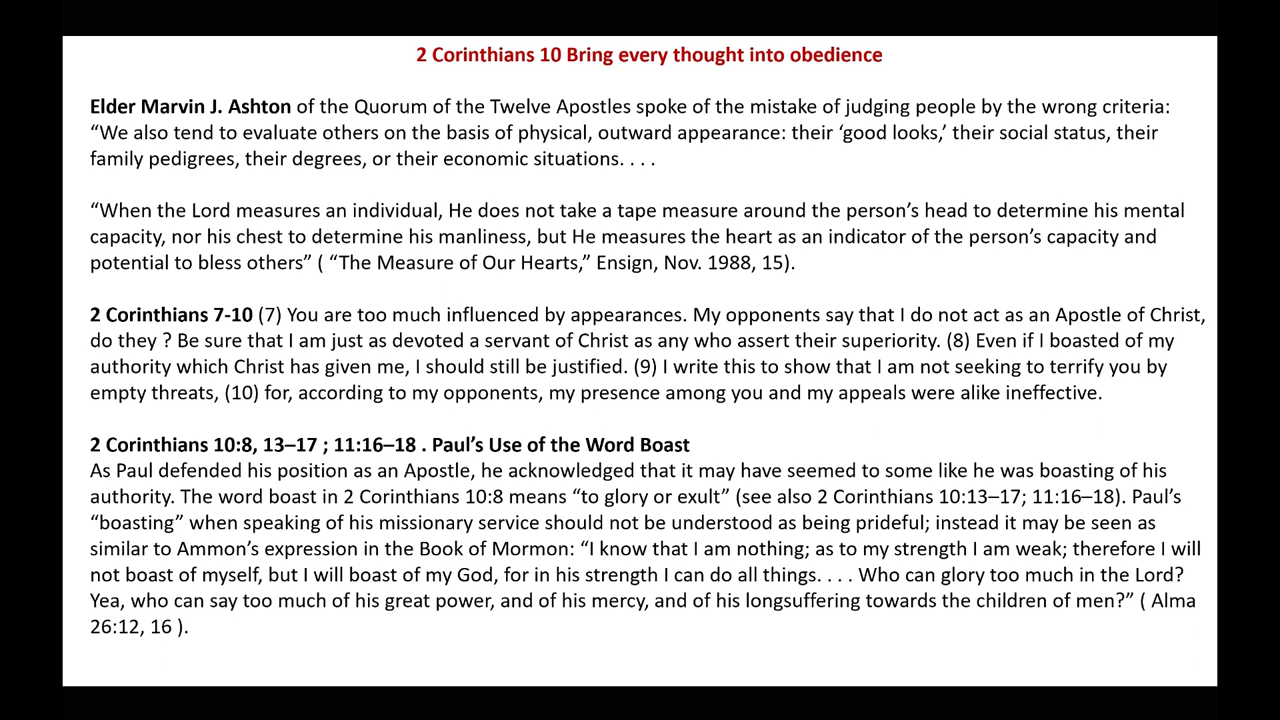 2 Corinthians 10 Bring every thought into obedience
Elder Marvin J. Ashton of the Quorum of the Twelve Apostles spoke of the mistake of judging people by the wrong criteria:
“We also tend to evaluate others on the basis of physical, outward appearance: their ‘good looks,’ their social status, their
family pedigrees, their degrees, or their economic situations. . . .
“When the Lord measures an individual, He does not take a tape measure around the person’s head to determine his mental
capacity, nor his chest to determine his manliness, but He measures the heart as an indicator of the person’s capacity and
potential to bless others” ( “The Measure of Our Hearts,” Ensign, Nov. 1988, 15).
2 Corinthians 7-10 (7) You are too much influenced by appearances. My opponents say that I do not act as an Apostle of Christ,
do they ? Be sure that I am just as devoted a servant of Christ as any who assert their superiority. (8) Even if I boasted of my
authority which Christ has given me, I should still be justified. (9) I write this to show that I am not seeking to terrify you by
empty threats, (10) for, according to my opponents, my presence among you and my appeals were alike ineffective.
2 Corinthians 10:8, 13–17 ; 11:16–18 . Paul’s Use of the Word Boast
As Paul defended his position as an Apostle, he acknowledged that it may have seemed to some like he was boasting of his
authority. The word boast in 2 Corinthians 10:8 means “to glory or exult” (see also 2 Corinthians 10:13–17; 11:16–18). Paul’s
“boasting” when speaking of his missionary service should not be understood as being prideful; instead it may be seen as
similar to Ammon’s expression in the Book of Mormon: “I know that I am nothing; as to my strength I am weak; therefore I will
not boast of myself, but I will boast of my God, for in his strength I can do all things. . . . Who can glory too much in the Lord?
Yea, who can say too much of his great power, and of his mercy, and of his longsuffering towards the children of men?” ( Alma
26:12, 16 ).